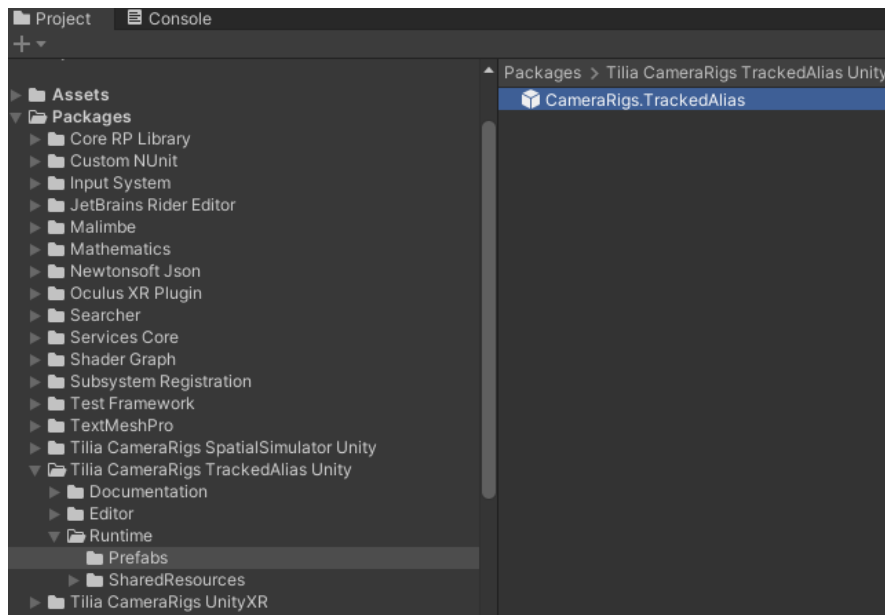 Project
Console
Assets
Packages
Core RP Library
Custom NUnit
Input System
JetBrains Rider Editor
Malimbe
Mathematics
Newtonsoft Json
Oculus XR Plugin
Searcher
Services Core
Shader Graph
Subsystem Registration
Test Framework
TextMeshPro
Tilia CameraRigs SpatialSimulator Unity
Tilia CameraRigs TrackedAlias Unity
Documentation
Editor
Runtime
Prefabs
SharedResources
Tilia CameraRigs UnityXR
Packages > Tilia CameraRigs TrackedAlias Unity
CameraRigs.TrackedAlias